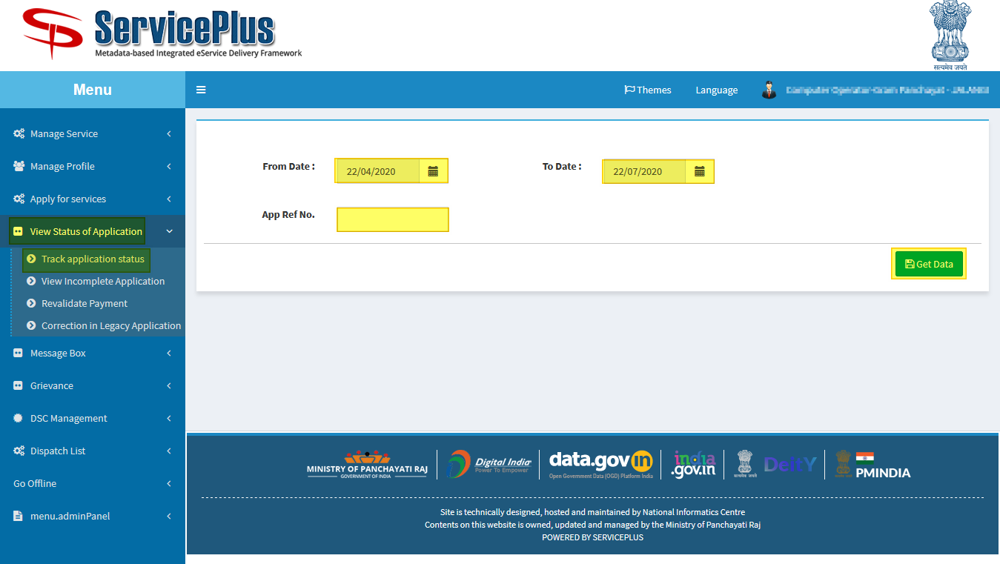 ServicePlus
Metadata-based Integrated eService Delivery Framework
सत्यमेव जयते
Menu
Themes
Language
Manage Service
Manage Profile
Apply for services
View Status of Application
Track application status
View Incomplete Application
Revalidate Payment
Correction in Legacy Application
Message Box
Grievance
DSC Management
Dispatch List
Go Offline
menu.adminPanel
From Date :
22/04/2020
To Date :
22/07/2020
App Ref No.
Get Data
MINISTRY OF PANCHAYATI RAJ
GOVERNMENT OF INDIA
Digital India
Power To Empower
data.gov in
Open Government Data (OGD) Platform India
india
.gov.in
सत्यमेव जयते
DeitY
PMINDIA
Site is technically designed, hosted and maintained by National Informatics Centre
Contents on this website is owned, updated and managed by the Ministry of Panchayati Raj
POWERED BY SERVICEPLUS